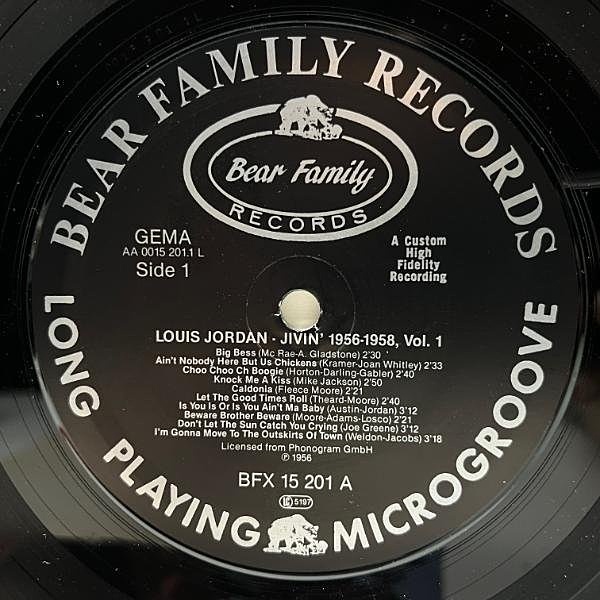 BEAR FAMILY RECORDS
Bear Family
RECORDS
GEMA
AA 0015 201.1 L
Side 1
A Custom
High
Fidelity
Recording
LOUIS JORDAN - JIVIN' 1956-1958, Vol. 1
Big Bess (Mc Rae-A. Gladstone) 2'30
Ain't Nobody Here But Us Chickens (Kramer-Joan Whitley) 2'33
Choo Choo Ch Boogie (Horton-Darling-Gabler) 2'40
Knock Me A Kiss (Mike Jackson) 2'50
Caldonia (Fleece Moore) 2'21
Let The Good Times Roll (Theard-Moore) 2'40
Is You Is Or Is You Ain't Ma Baby (Austin-Jordan) 3'12
Beware Brother Beware (Moore-Adams-Losco) 2'21
Don't Let The Sun Catch You Crying (Joe Greene) 3'12
I'm Gonna Move To The Outskirts Of Town (Weldon-Jacobs) 3'18
Licensed from Phonogram GmbH
℗ 1956
BFX 15 201 A
LC 5197
LONG PLAYING MICROGROOVE